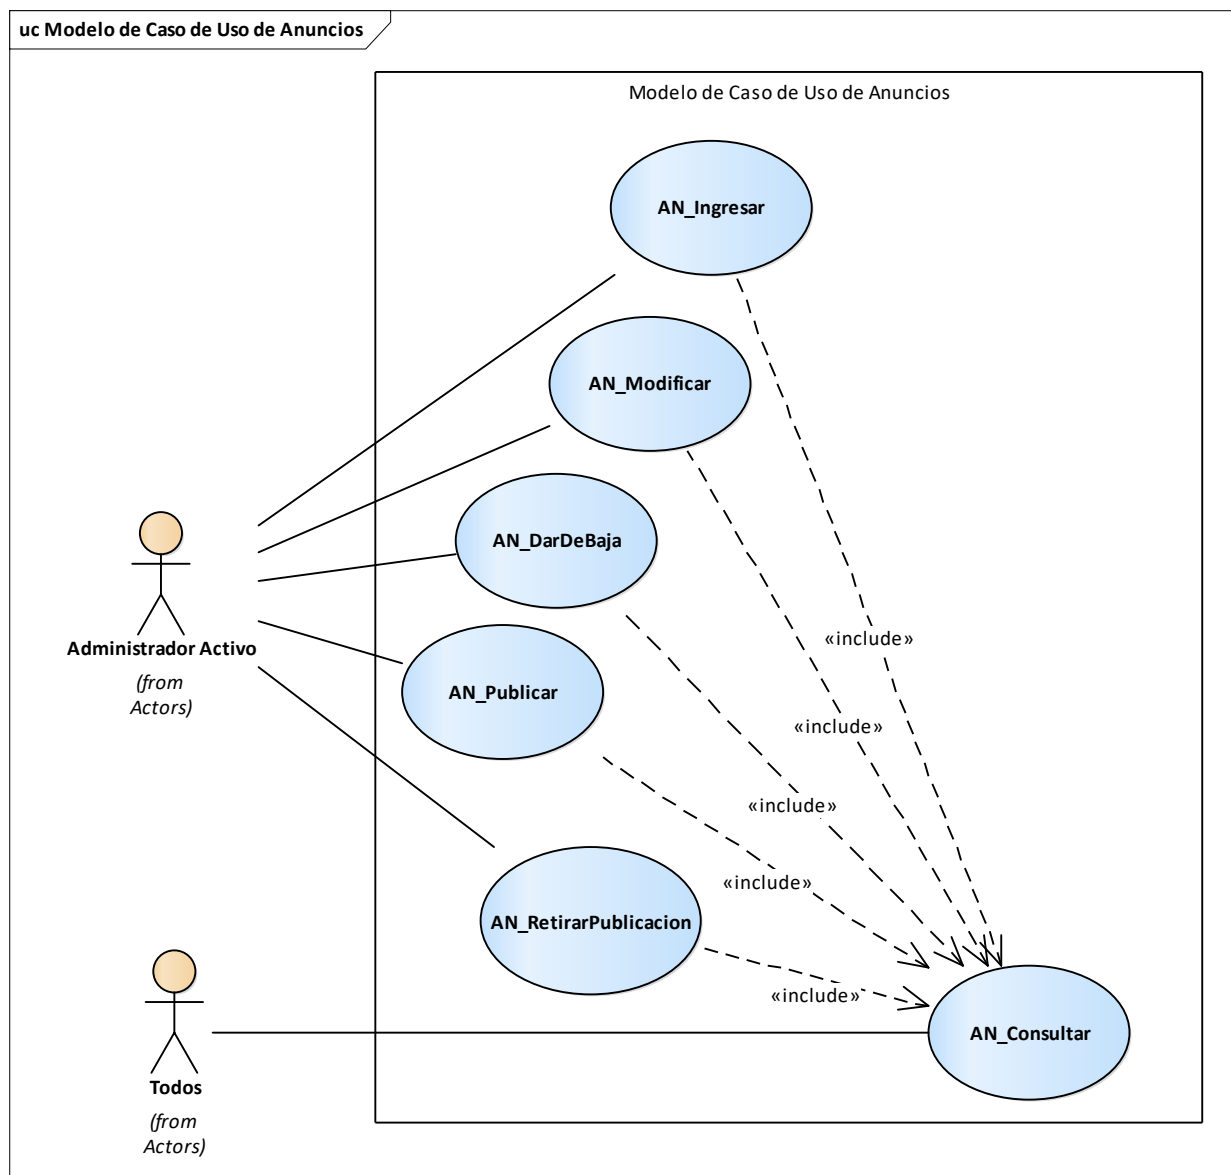 uc Modelo de Caso de Uso de Anuncios
Modelo de Caso de Uso de Anuncios
AN_Ingresar
AN_Modificar
AN_DarDeBaja
Administrador Activo
(from
Actors)
AN_Publicar
«include»
«include»
«include»
«include»
AN_RetirarPublicacion
«include»
AN_Consultar
Todos
(from
Actors)